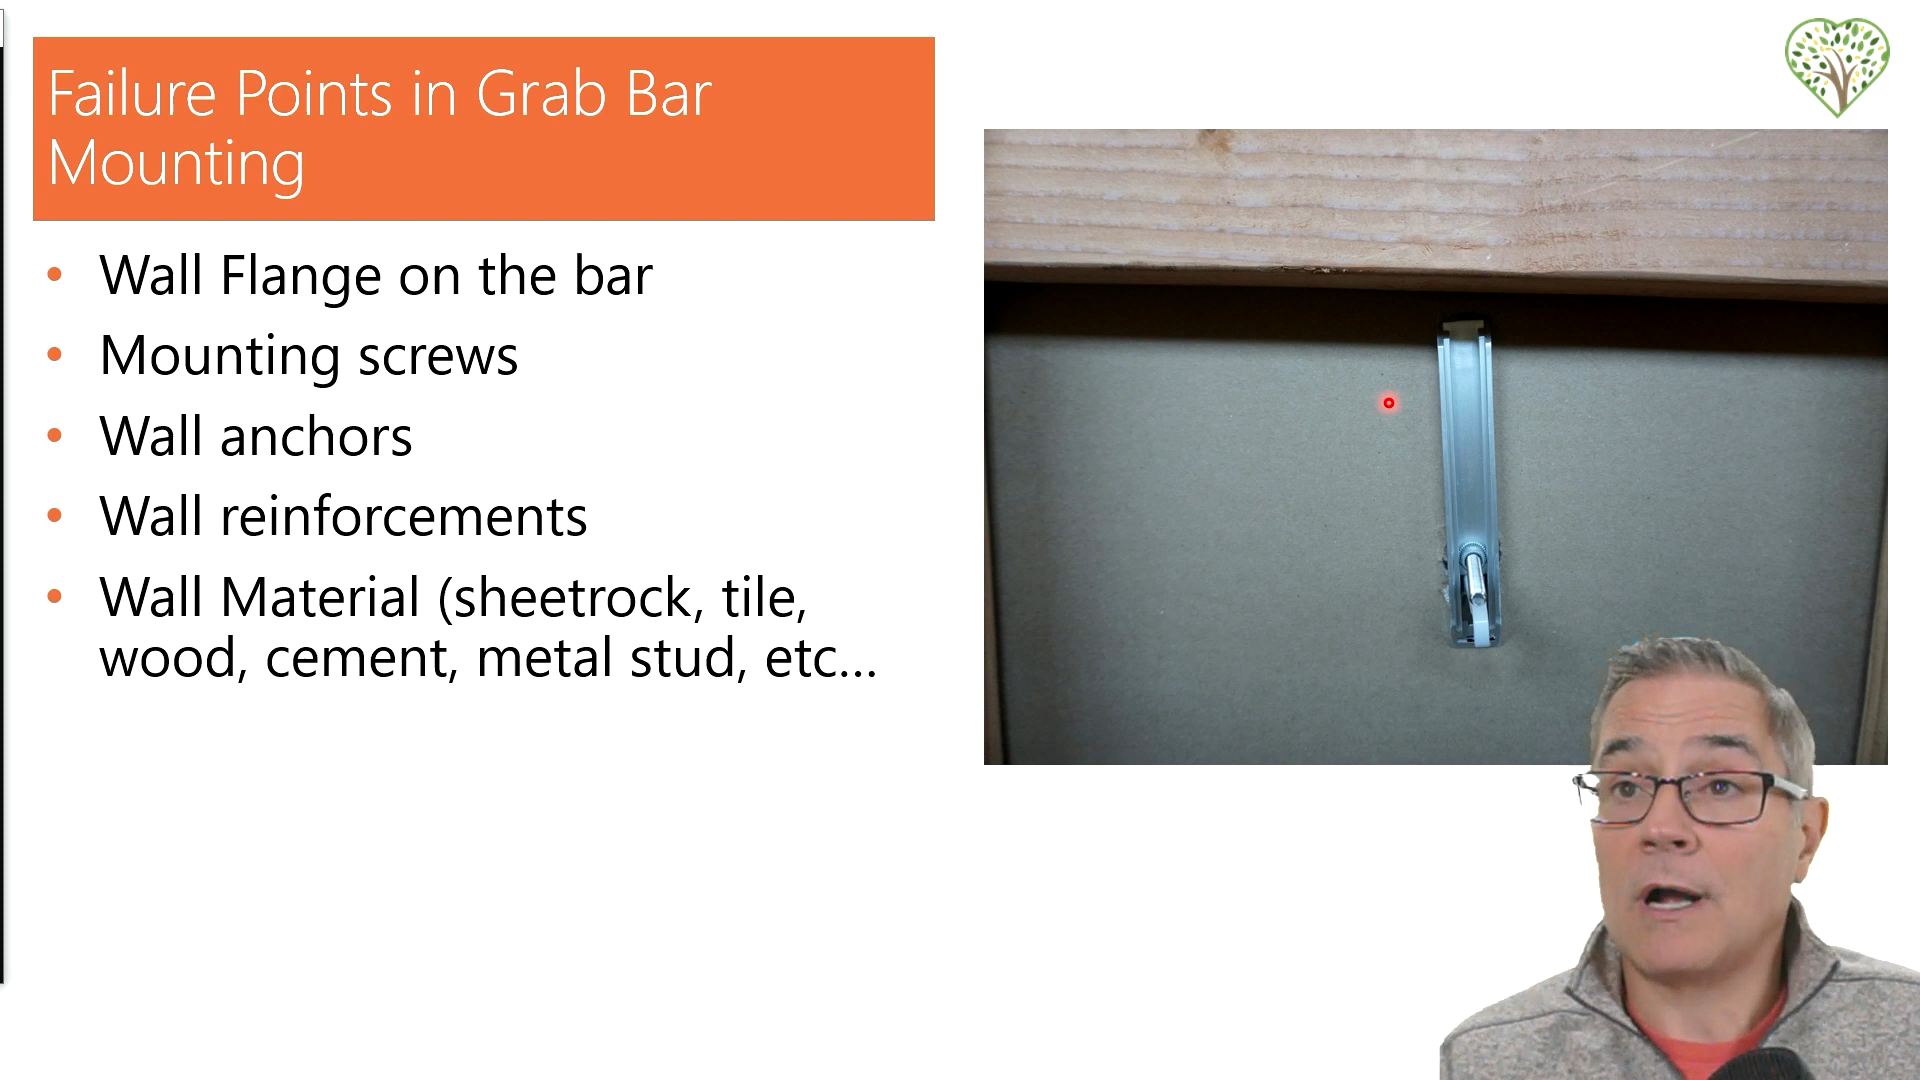 Failure Points in Grab Bar
Mounting
• Wall Flange on the bar
• Mounting screws
• Wall anchors
• Wall reinforcements
• Wall Material (sheetrock, tile,
wood, cement, metal stud, etc...